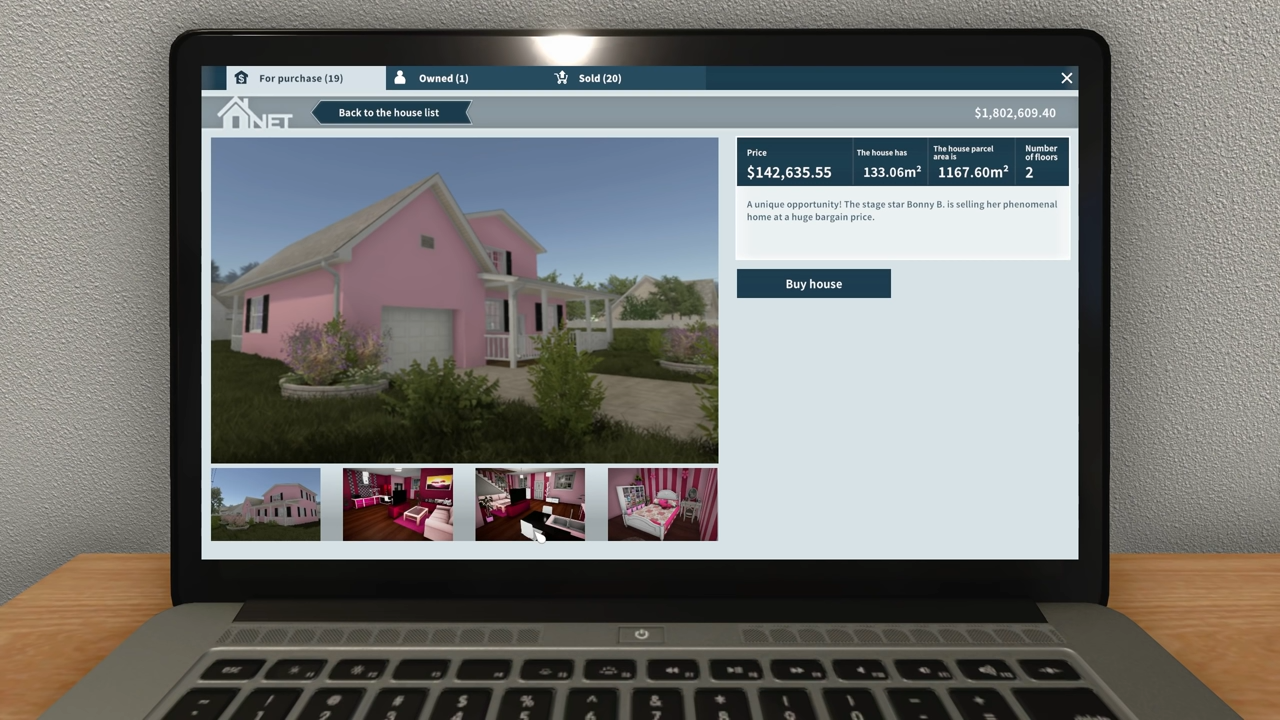 For purchase (19)
Owned (1)
Sold (20)
NET
Back to the house list
$1,802,609.40
Price
$142,635.55
The house has
133.06m²
The house parcel
area is
1167.60m²
Number
of floors
2
A unique opportunity! The stage star Bonny B. is selling her phenomenal
home at a huge bargain price.
Buy house
esc